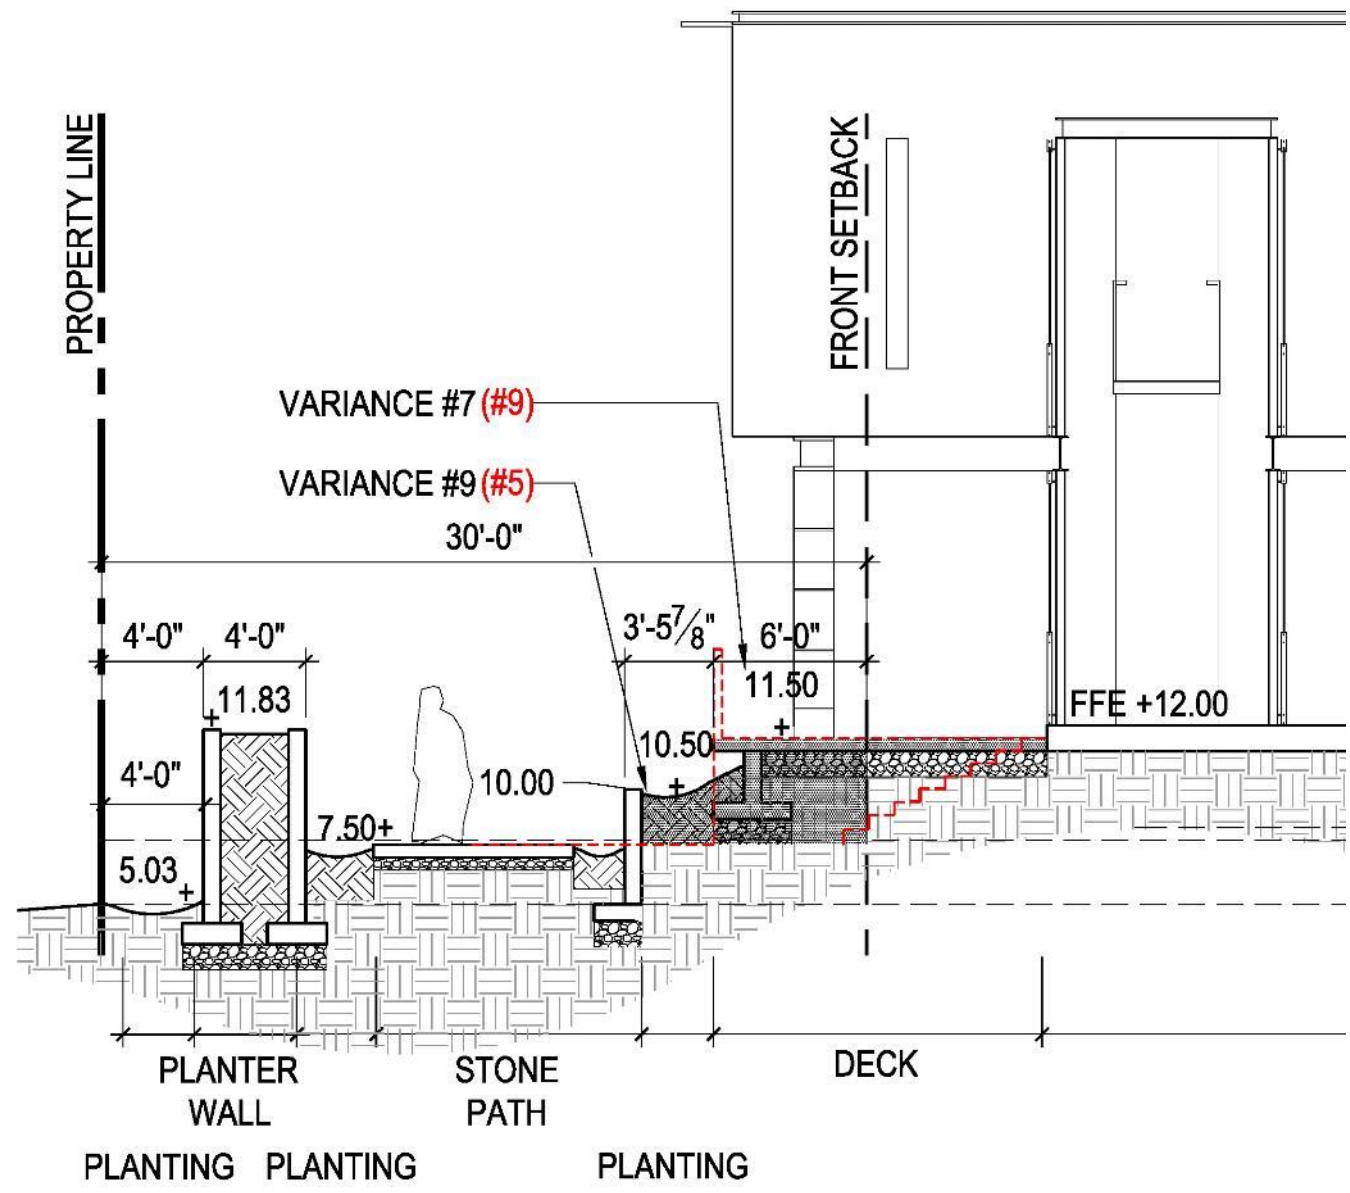 PROPERTY LINE
FRONT SETBACK
VARIANCE #7 (#9)
VARIANCE #9 (#5)
30'-0"
4'-0" 4'-0" 3'-5 7/8" 6'-0"
11.83 11.50 FFE +12.00
10.50
4'-0" 10.00
7.50+
5.03
PLANTER WALL
STONE PATH
DECK
PLANTING PLANTING PLANTING